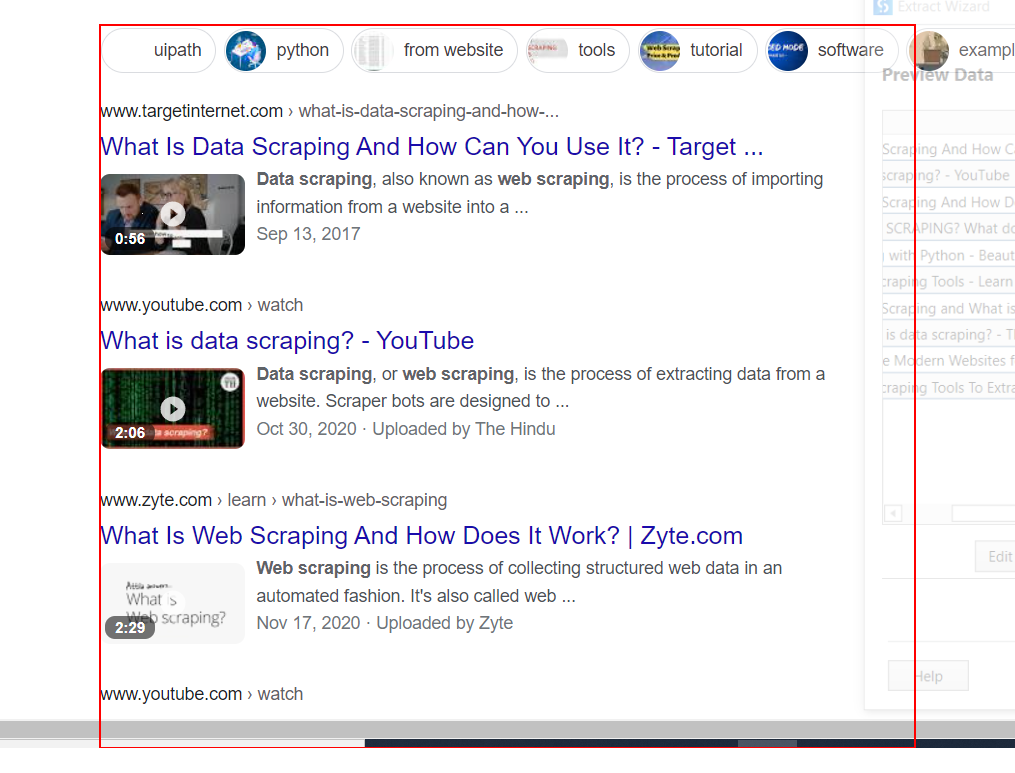 Extract Wizard
uipath python from website tools tutorial software exampl
Preview Data
www.targetinternet.com › what-is-data-scraping-and-how-...
What Is Data Scraping And How Can You Use It? - Target ...
Data scraping, also known as web scraping, is the process of importing
information from a website into a ...
Sep 13, 2017
0:56
www.youtube.com › watch
What is data scraping? - YouTube
Data scraping, or web scraping, is the process of extracting data from a
website. Scraper bots are designed to ...
Oct 30, 2020 · Uploaded by The Hindu
2:06
scraping?
www.zyte.com › learn › what-is-web-scraping
What Is Web Scraping And How Does It Work? | Zyte.com
Web scraping is the process of collecting structured web data in an
automated fashion. It's also called web ...
Nov 17, 2020 · Uploaded by Zyte
What is
Web scraping?
2:29
www.youtube.com › watch
Scraping And How Ca
scraping? - YouTube
Scraping And How D
SCRAPING? What do
with Python - Beaut
craping Tools - Learn
Scraping and What is
is data scraping? - Th
e Modern Websites f
craping Tools To Extra
Edit
Help